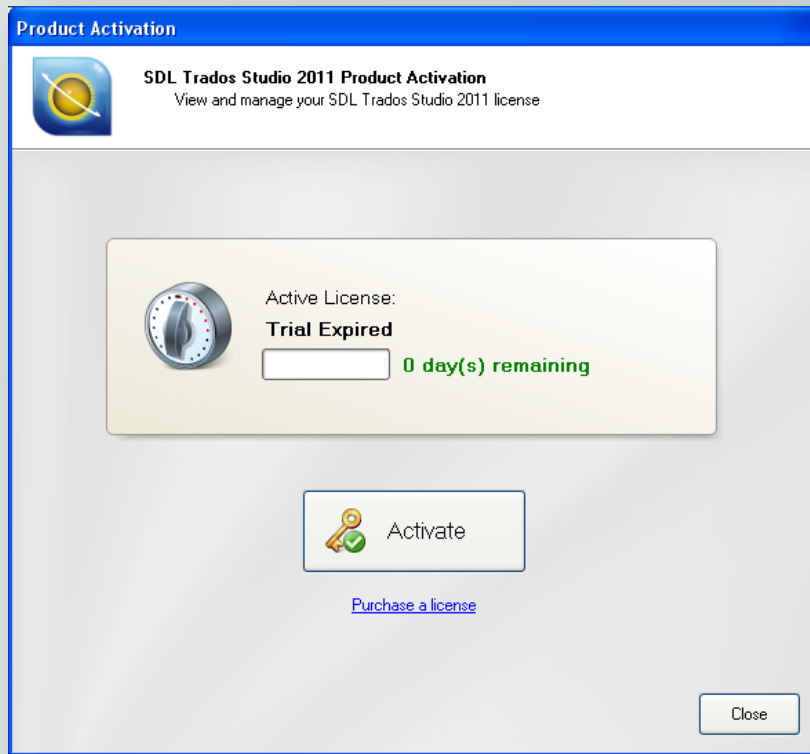 Product Activation
SDL Trados Studio 2011 Product Activation
View and manage your SDL Trados Studio 2011 license
Active License:
Trial Expired
0 day(s) remaining
Activate
Purchase a license
Close